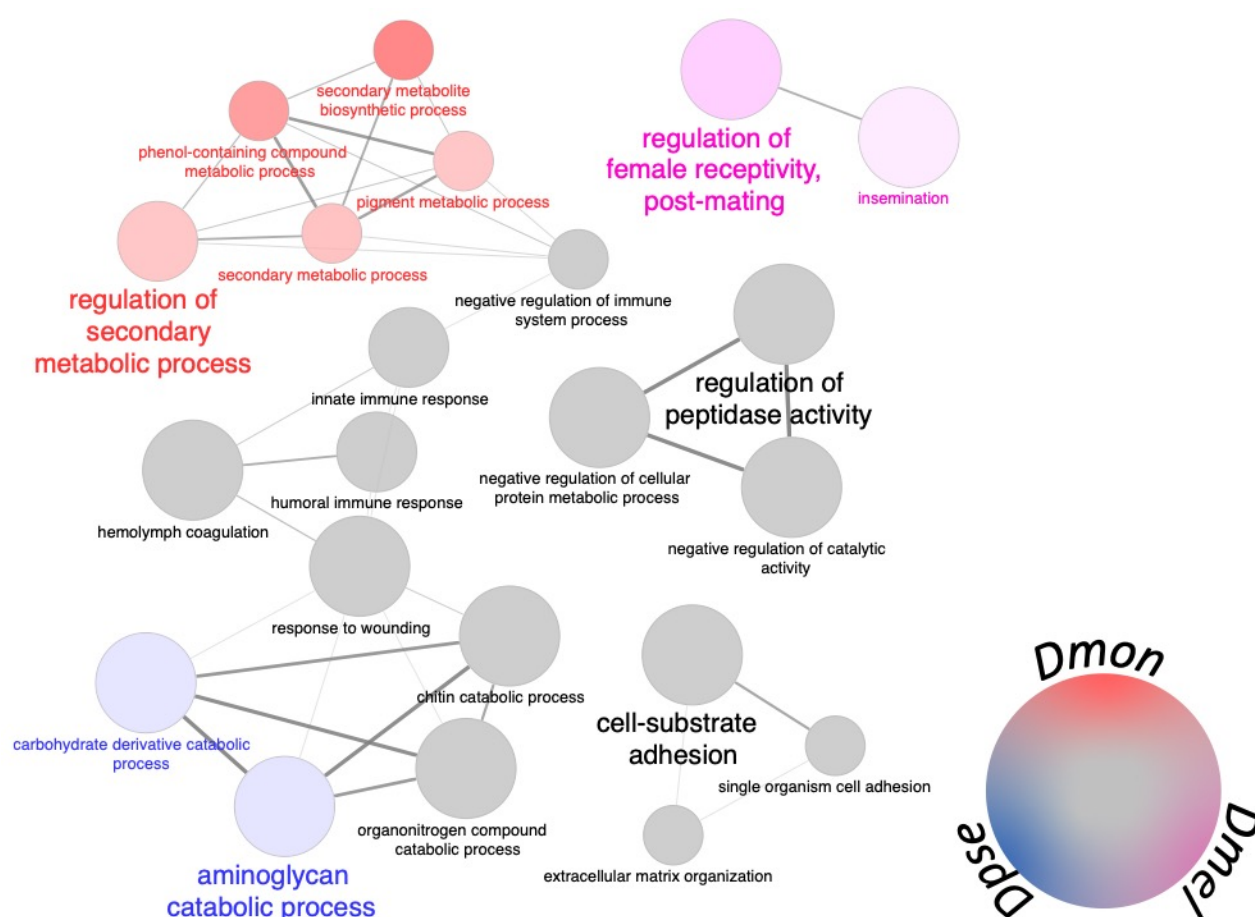 secondary metabolite
biosynthetic process
phenol-containing compound
metabolic process
pigment metabolic process
secondary metabolic process
regulation of
secondary
metabolic process
negative regulation of immune
system process
regulation of
female receptivity,
post-mating
insemination
innate immune response
humoral immune response
hemolymph coagulation
regulation of
peptidase activity
negative regulation of cellular
protein metabolic process
negative regulation of catalytic
activity
response to wounding
chitin catabolic process
carbohydrate derivative catabolic
process
organonitrogen compound
catabolic process
aminoglycan
catabolic process
cell-substrate
adhesion
single organism cell adhesion
extracellular matrix organization
Dmon
Dpse
Dmel